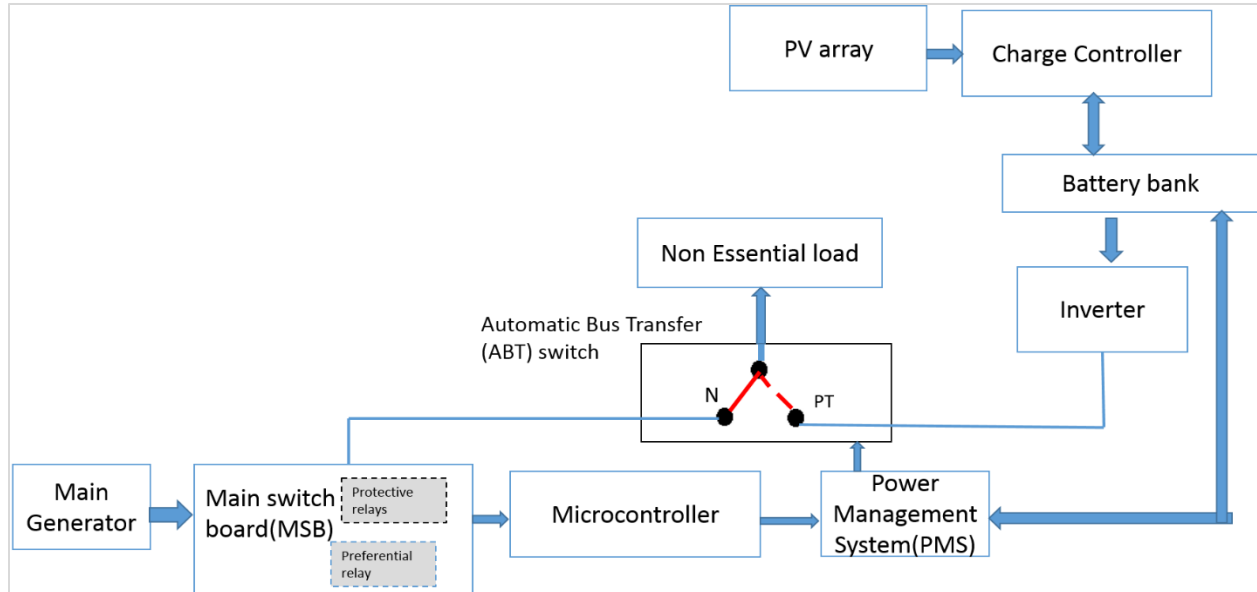 PV array
Charge Controller
Battery bank
Non Essential load
Inverter
Automatic Bus Transfer
(ABT) switch
N
PT
Main
Generator
Main switch
board(MSB)
Protective
relays
Preferential
relay
Microcontroller
Power
Management
System(PMS)